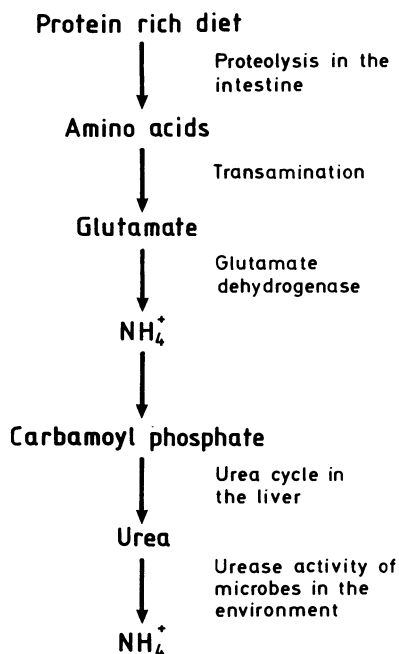 Protein rich diet
Proteolysis in the
intestine
Amino acids
Transamination
Glutamate
Glutamate
dehydrogenase
NH₄⁺
Carbamoyl phosphate
Urea cycle in
the liver
Urea
Urease activity of
microbes in the
environment
NH₄⁺